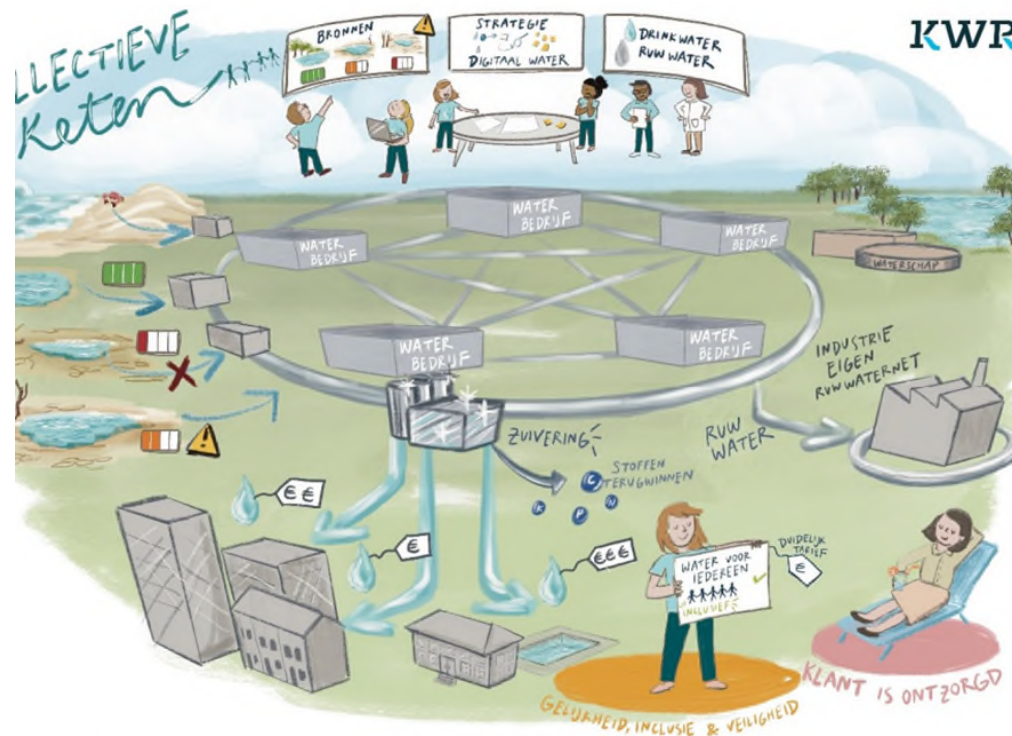 LLECTIEVE
Keten
BRONNEN
STRATEGIE
DIGITAAL WATER
DRINKWATER
RUW WATER
KWR
WATER
BEDRIJF
WATER
BEDRIJF
WATER
BEDRIJF
WATER
BEDRIJF
WATER
BEDRIJF
WATERSCHAP
INDUSTRIE
EIGEN
RUWWATERNET
RUW
WATER
ZUIVERING
STOFFEN
TERUGWINNEN
C
K
P
N
€ €
€
€€€
DUIDELIJK
TARIEF
€
WATER VOOR
IEDEREEN
INCLUSIEF
GELIJKHEID, INCLUSIE & VEILIGHEID
KLANT IS ONTZORGD